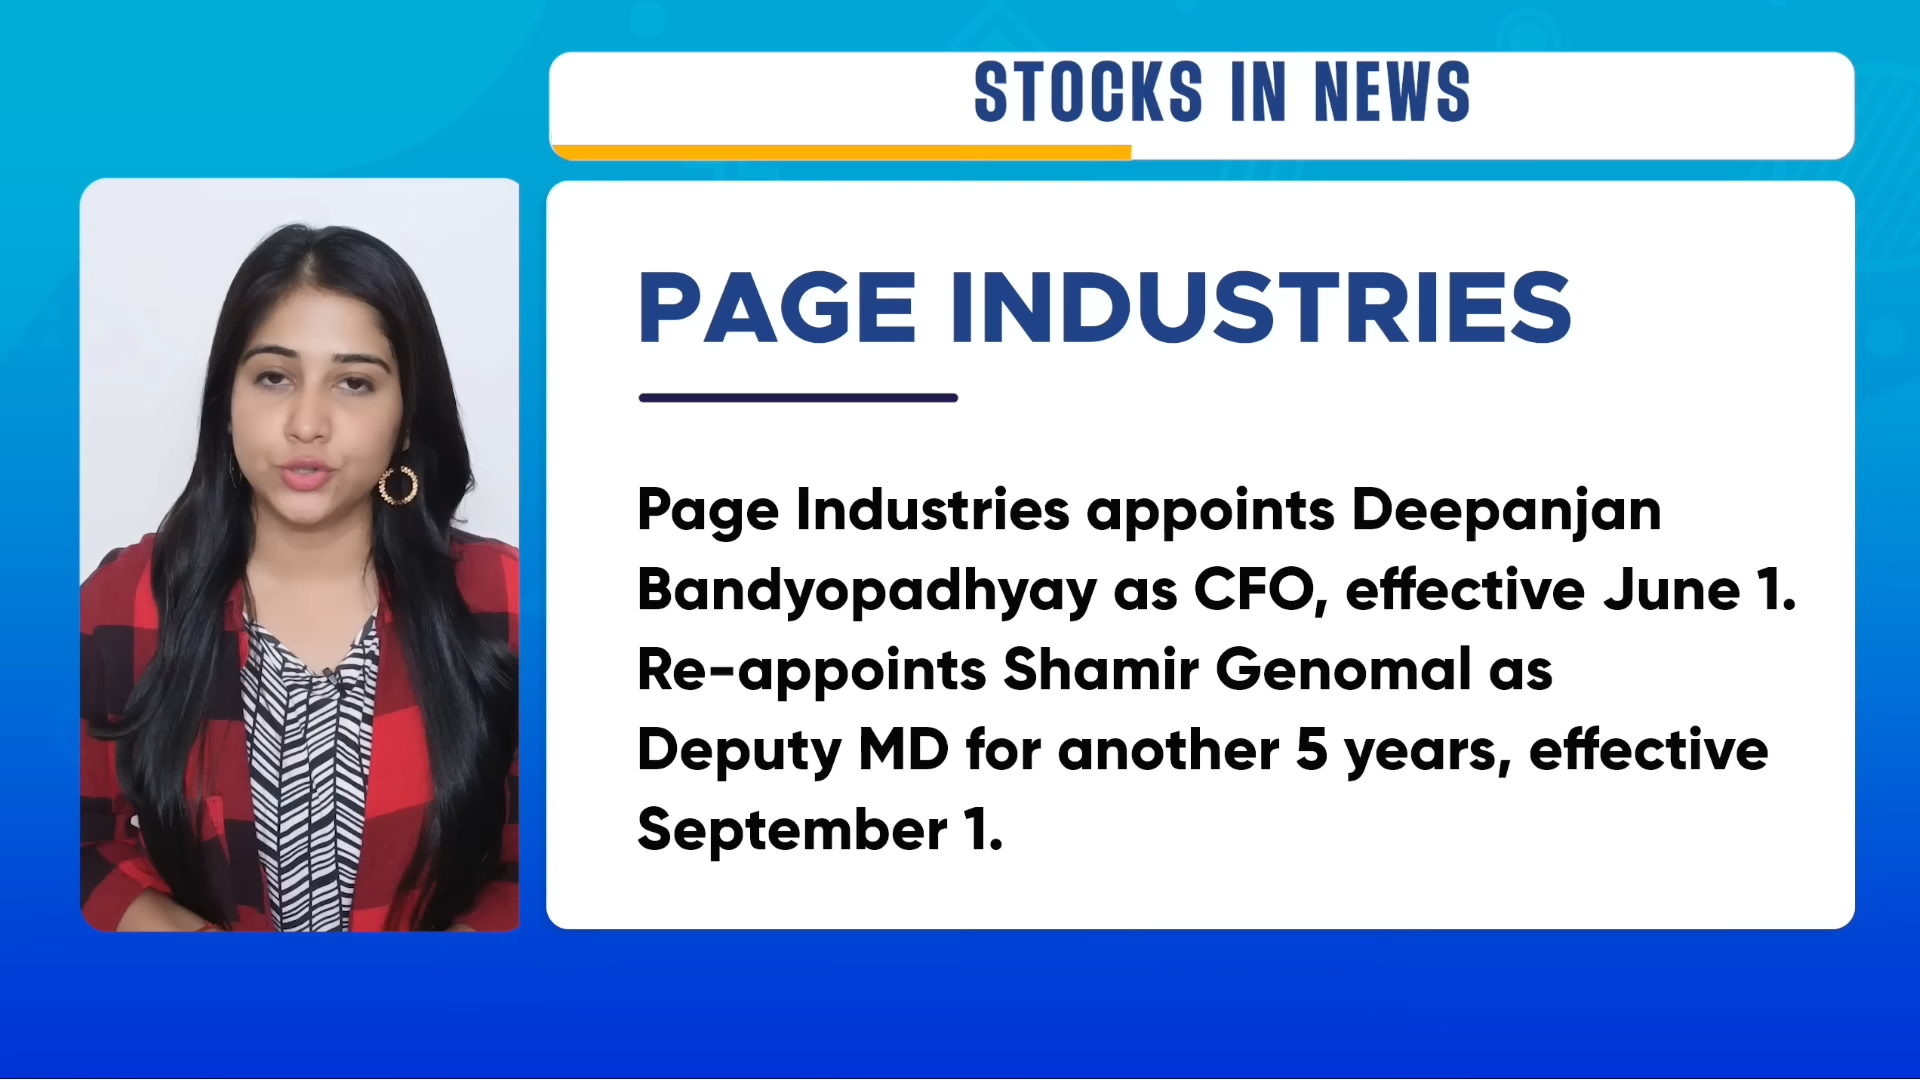 STOCKS IN NEWS
PAGE INDUSTRIES
Page Industries appoints Deepanjan
Bandyopadhyay as CFO, effective June 1.
Re-appoints Shamir Genomal as
Deputy MD for another 5 years, effective
September 1.